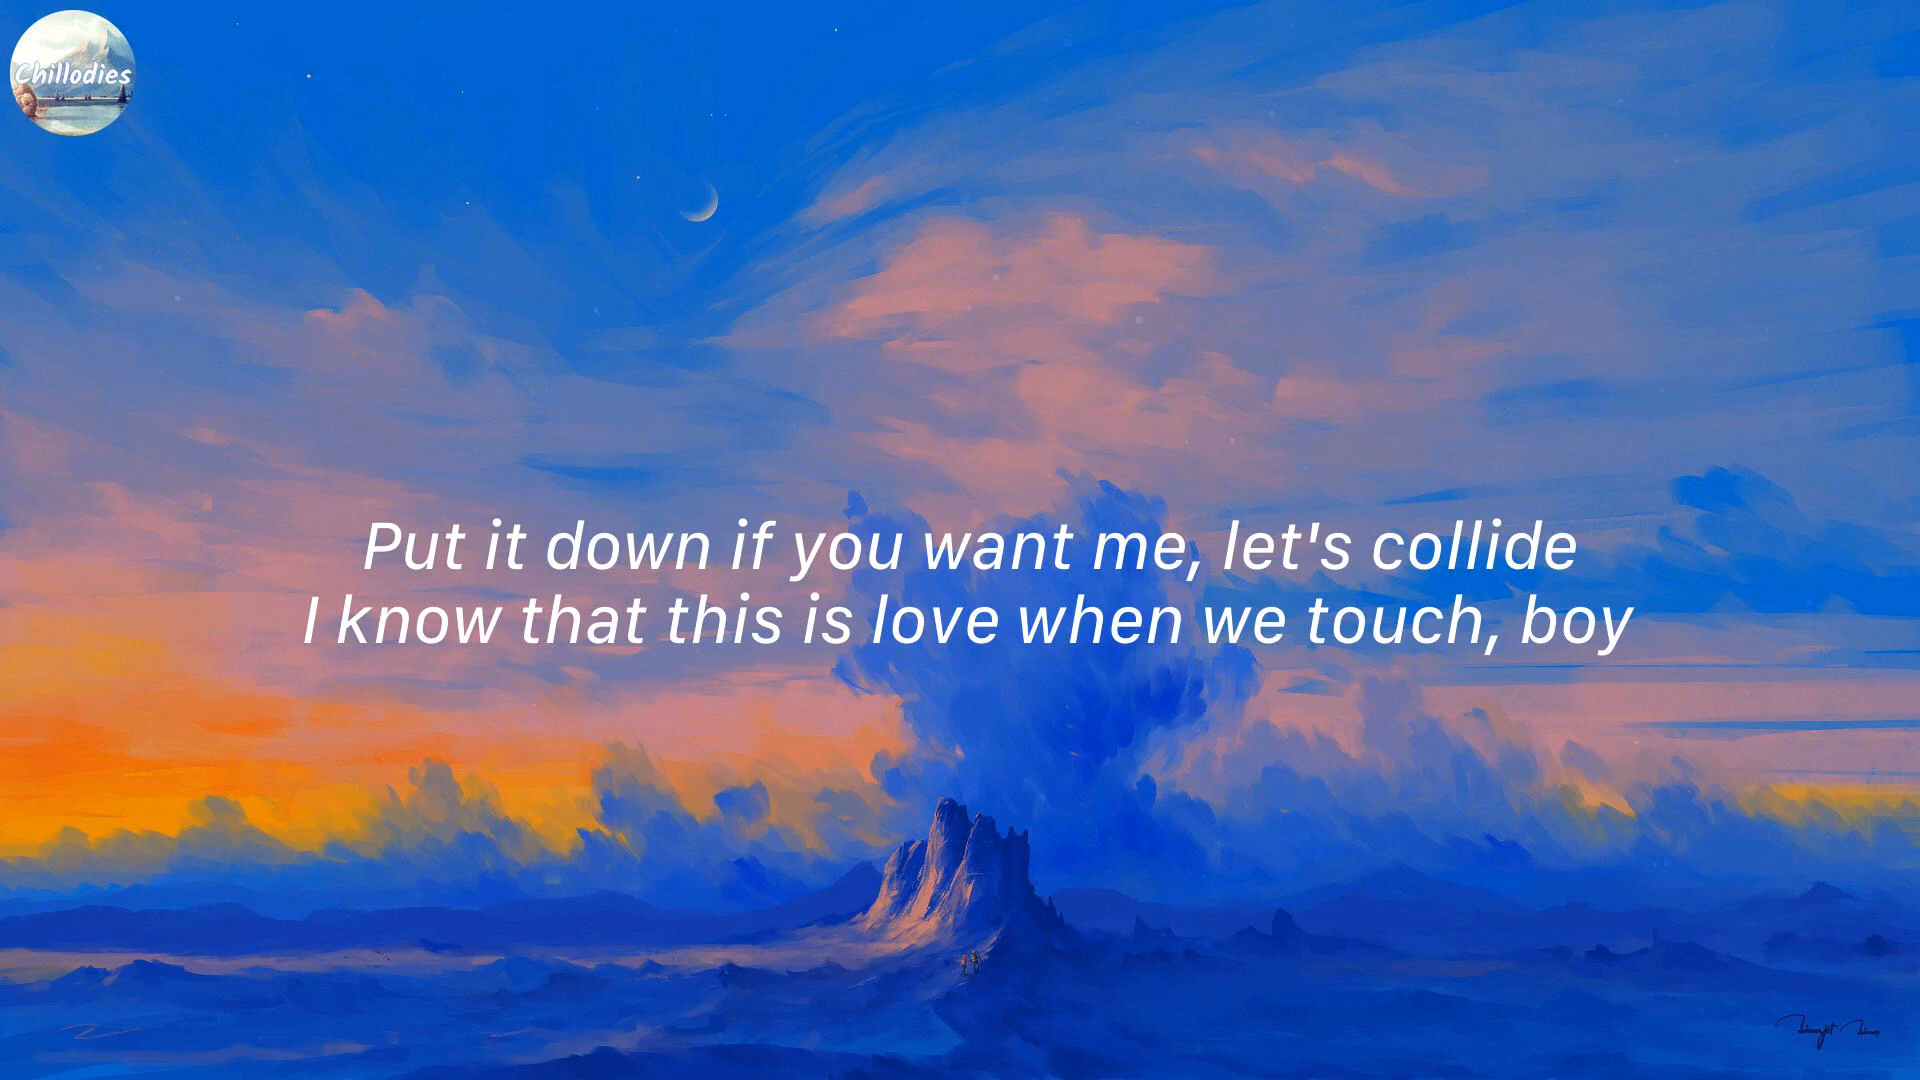 Chillodies
Put it down if you want me, let's collide
I know that this is love when we touch, boy